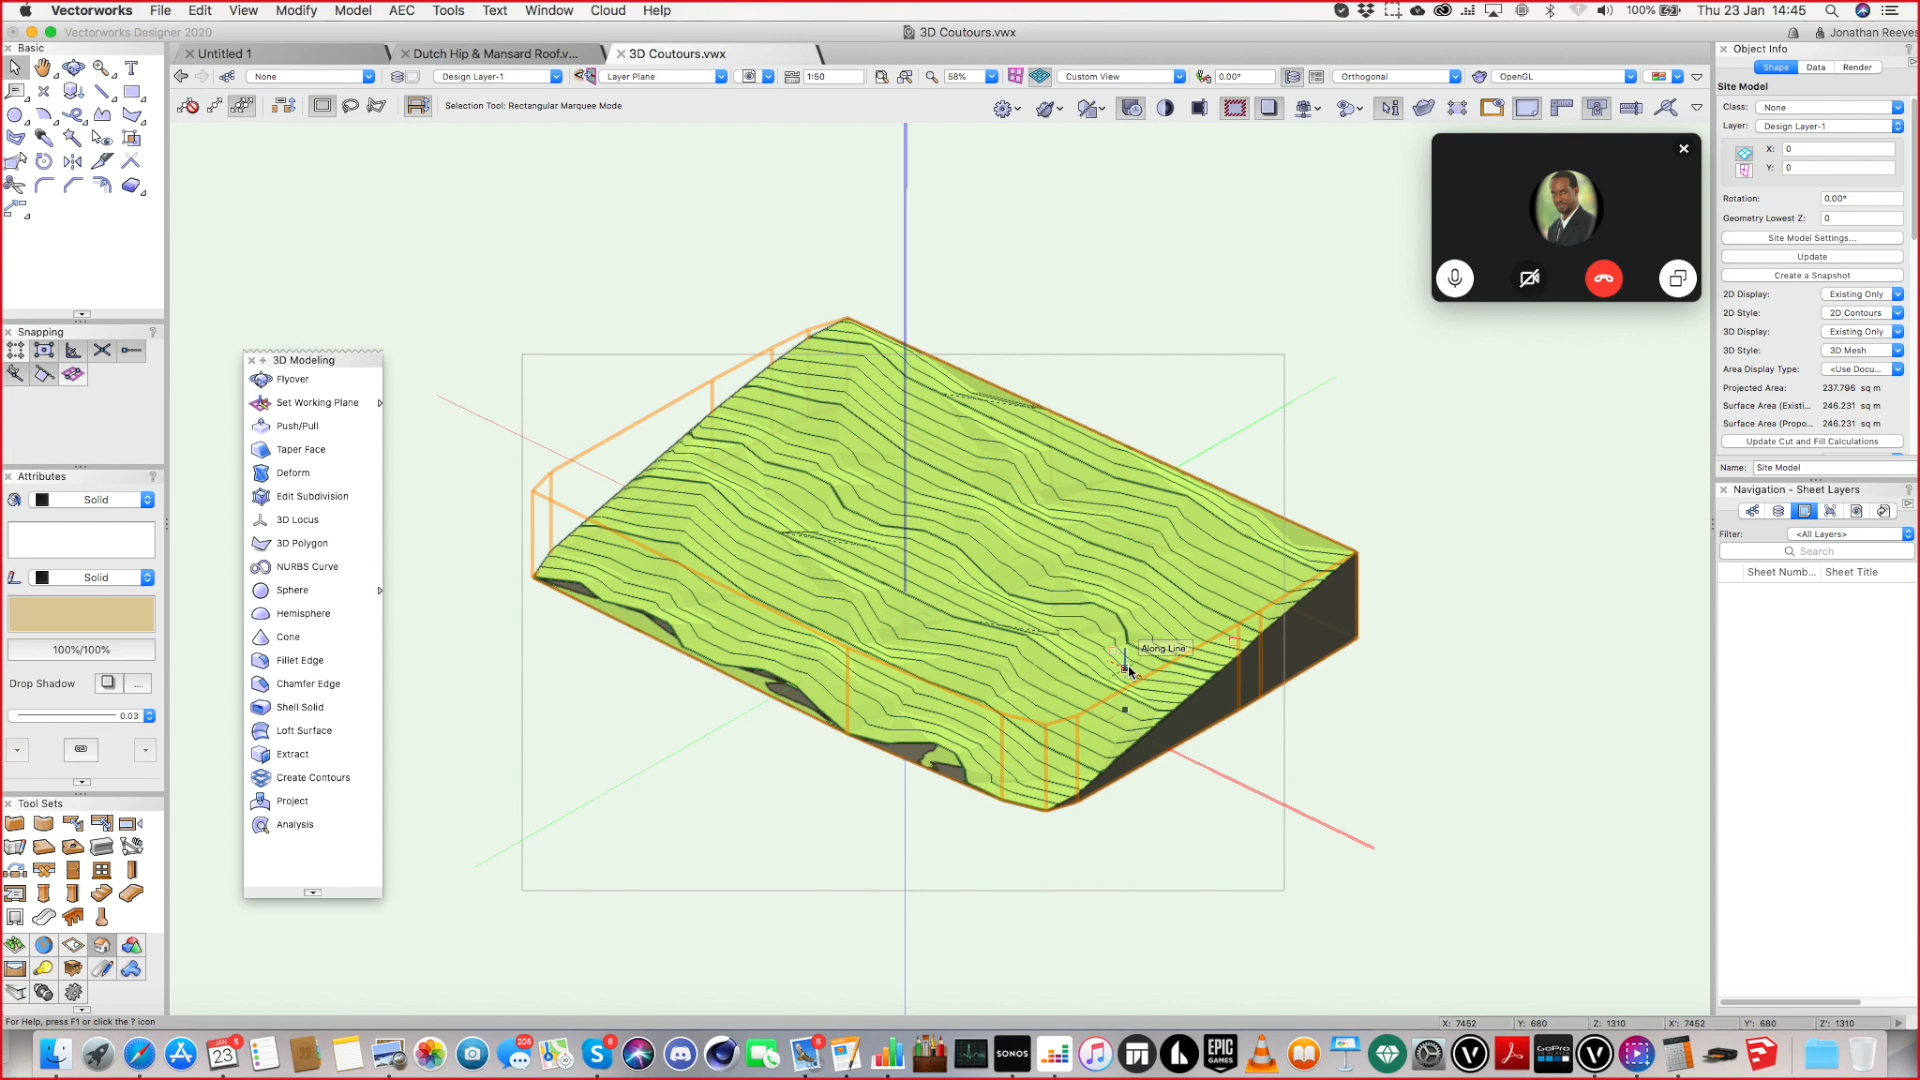 Vectorworks File Edit View Modify Model AEC Tools Text Window Cloud Help 100% Thu 23 Jan 14:45
Vectorworks Designer 2020 3D Coutours.vwx Jonathan Reeves
Basic
Untitled 1 Dutch Hip & Mansard Roof.v... 3D Coutours.vwx
None Design Layer-1 Layer Plane 1:50 58% Custom View 0.00° Orthogonal OpenGL
Selection Tool: Rectangular Marquee Mode
Snapping
Attributes
Solid
Solid
100%/100%
Drop Shadow ...
0.03
Tool Sets
For Help, press F1 or click the ? icon
3D Modeling
Flyover
Set Working Plane
Push/Pull
Taper Face
Deform
Edit Subdivision
3D Locus
3D Polygon
NURBS Curve
Sphere
Hemisphere
Cone
Fillet Edge
Chamfer Edge
Shell Solid
Loft Surface
Extract
Create Contours
Project
Analysis
Along Line
Object Info
Shape Data Render
Site Model
Class: None
Layer: Design Layer-1
X: 0
Y: 0
Rotation: 0.00°
Geometry Lowest Z: 0
Site Model Settings...
Update
Create a Snapshot
2D Display: Existing Only
2D Style: 2D Contours
3D Display: Existing Only
3D Style: 3D Mesh
Area Display Type: <Use Docu...
Projected Area: 237.796 sq m
Surface Area (Existi... 246.231 sq m
Surface Area (Propo... 246.231 sq m
Update Cut and Fill Calculations
Name: Site Model
Navigation - Sheet Layers
Filter: <All Layers>
Search
Sheet Numb... Sheet Title
X: 7452 Y: 680 Z: 1310 X': 7452 Y': 680 Z': 1310
JAN 23 5 205 8 SONOS EPIC GAMES 5 GoPro